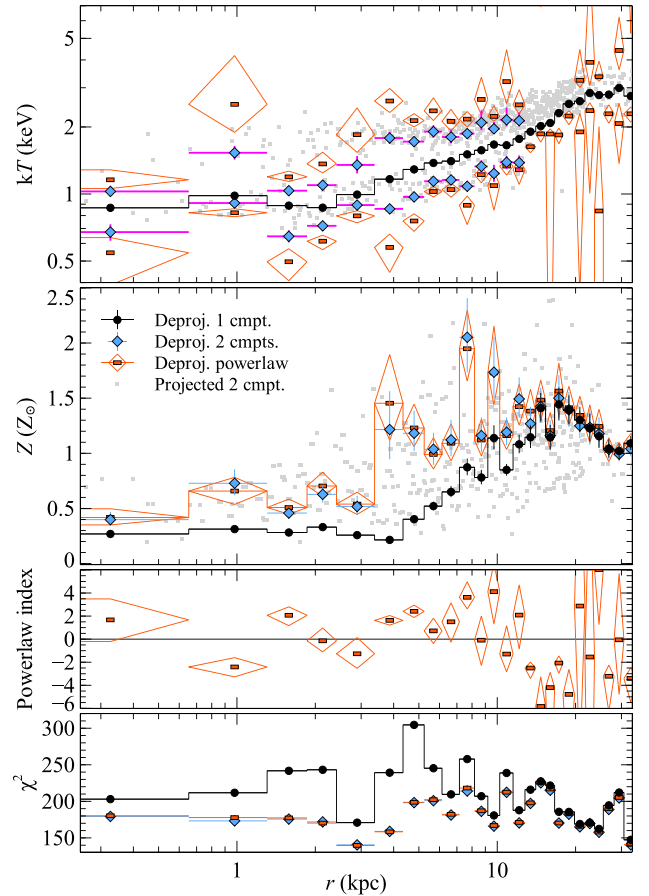 kT (keV)
5
2
1
0.5
Z (Z☉)
2.5
2
1.5
1
0.5
0
Deproj. 1 cmpt.
Deproj. 2 cmpts.
Deproj. powerlaw
Projected 2 cmpt.
Powerlaw index
4
2
0
−2
−4
−6
χ²
300
250
200
150
1 10
r (kpc)